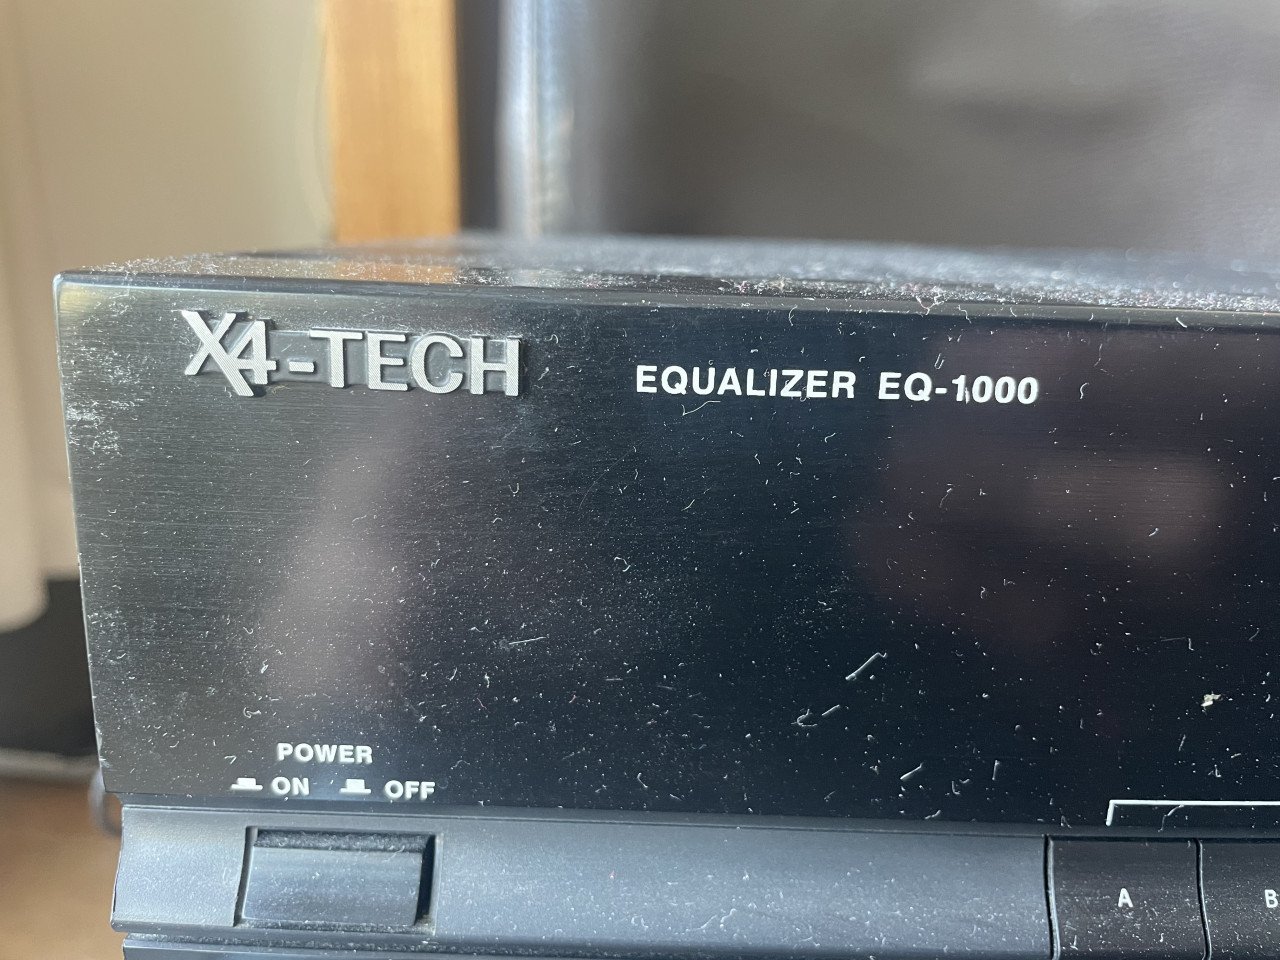 X4-TECH
EQUALIZER EQ-1000
POWER
ON OFF
A
B